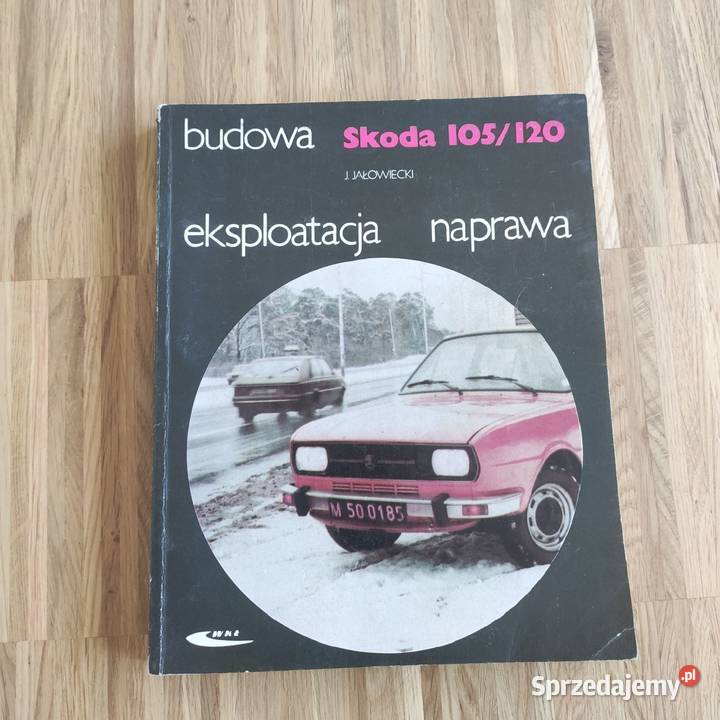 budowa Skoda 105/120
J. JAŁOWIECKI
eksploatacja naprawa
M 50 0185
WKŁ
Sprzedajemy.pl